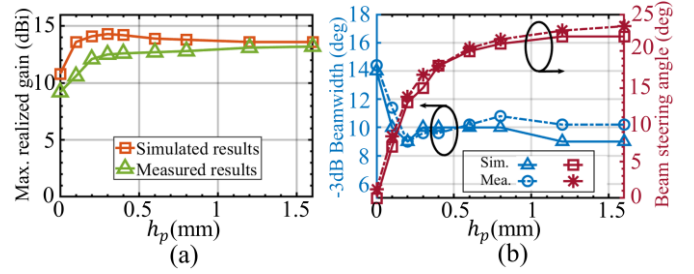 Max. realized gain (dBi)
15
10
5
0
0
0.5
1
1.5
h_p(mm)
Simulated results
Measured results
(a)
-3dB Beamwidth (deg)
18
16
14
12
10
8
6
0
0.5
1
1.5
h_p(mm)
Sim.
Mea.
25
20
15
10
5
0
Beam steering angle (deg)
(b)